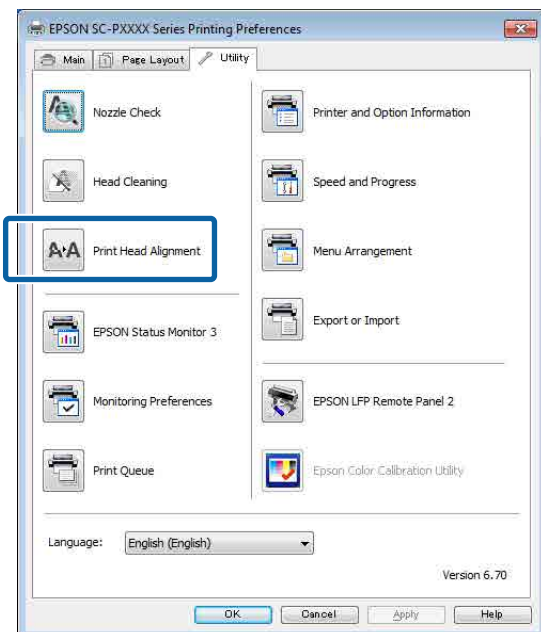 EPSON SC-PXXXX Series Printing Preferences
Main
Page Layout
Utility
Nozzle Check
Printer and Option Information
Head Cleaning
Speed and Progress
A▸A Print Head Alignment
Menu Arrangement
EPSON Status Monitor 3
Export or Import
Monitoring Preferences
EPSON LFP Remote Panel 2
Print Queue
Epson Color Calibration Utility
Language:
English (English)
Version 6.70
OK
Cancel
Apply
Help